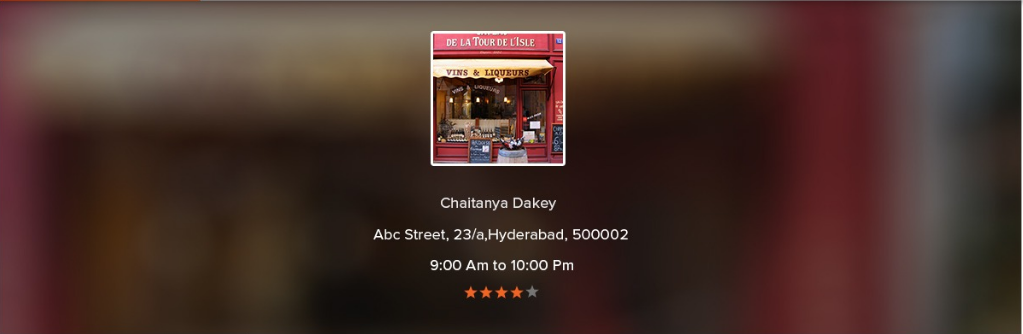 DE LA TOUR DE L'ISLE
VINS & LIQUEURS
VINS & LIQUEURS
Chaitanya Dakey
Abc Street, 23/a,Hyderabad, 500002
9:00 Am to 10:00 Pm